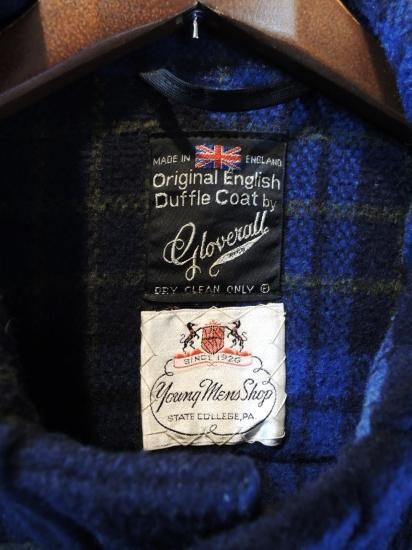 MADE IN ENGLAND
Original English
Duffle Coat by
Gloverall
DRY CLEAN ONLY Ⓟ
SINCE 1926
Young Mens Shop
STATE COLLEGE, PA.